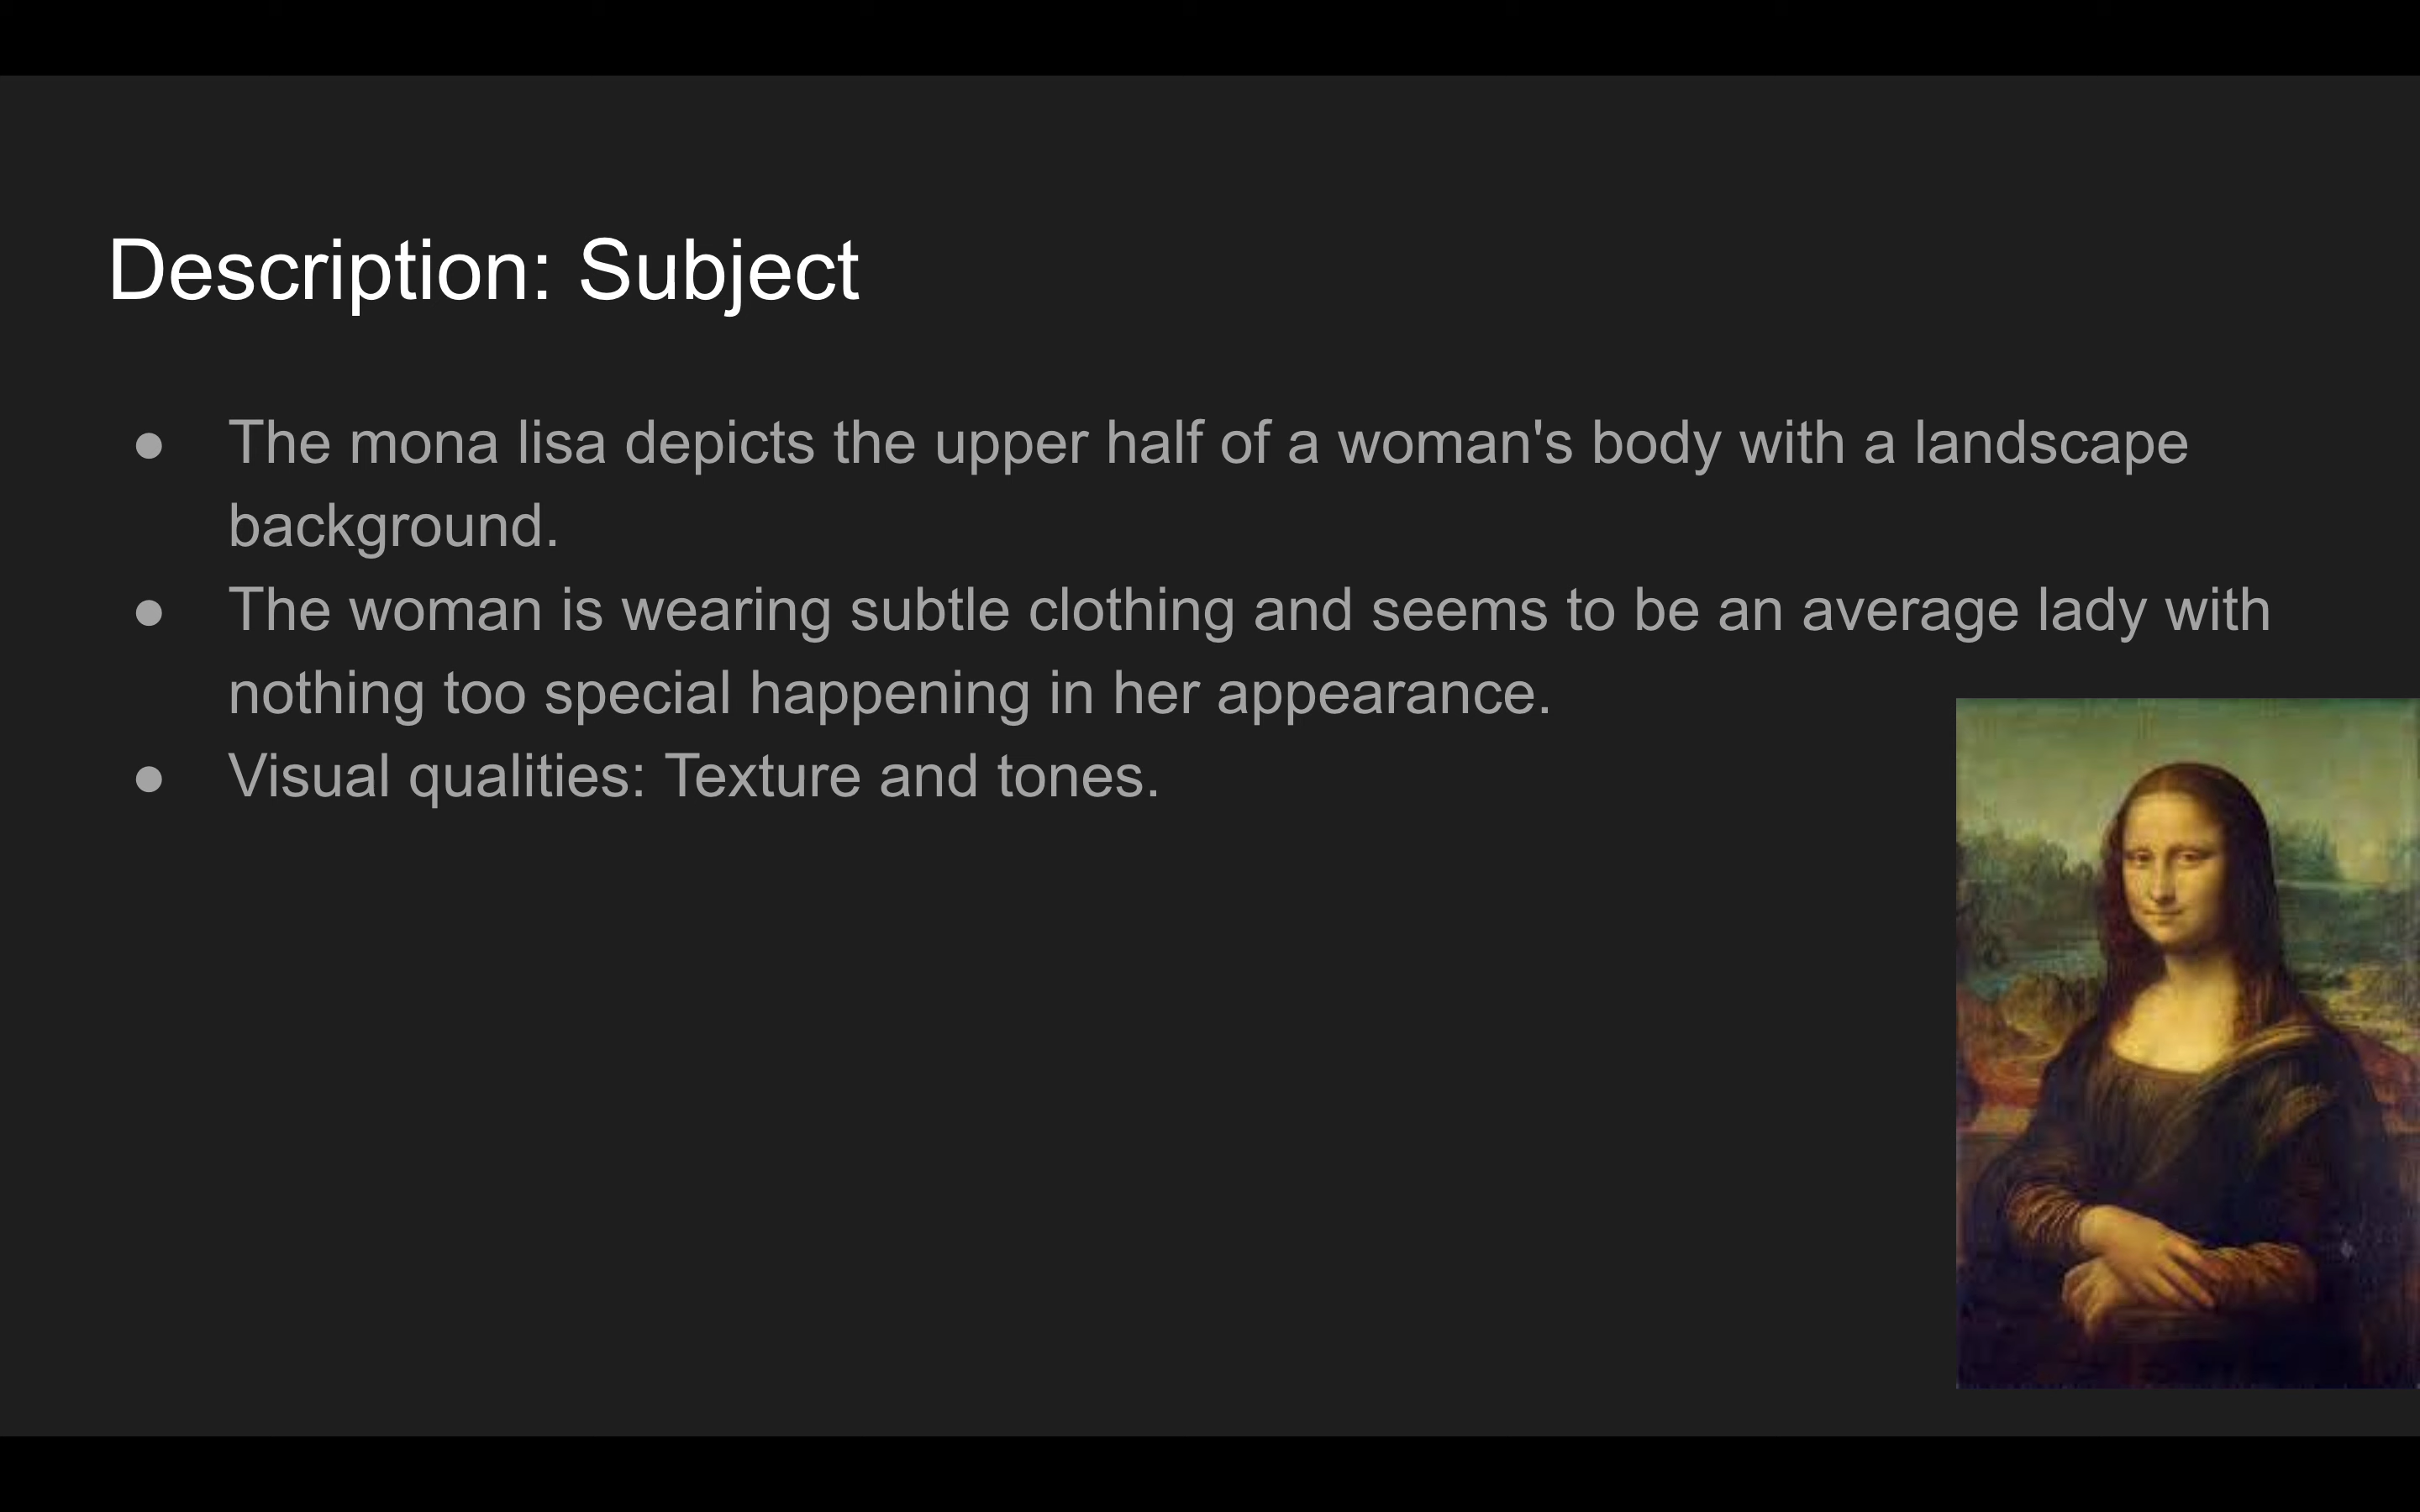 Description: Subject
● The mona lisa depicts the upper half of a woman's body with a landscape
background.
● The woman is wearing subtle clothing and seems to be an average lady with
nothing too special happening in her appearance.
● Visual qualities: Texture and tones.